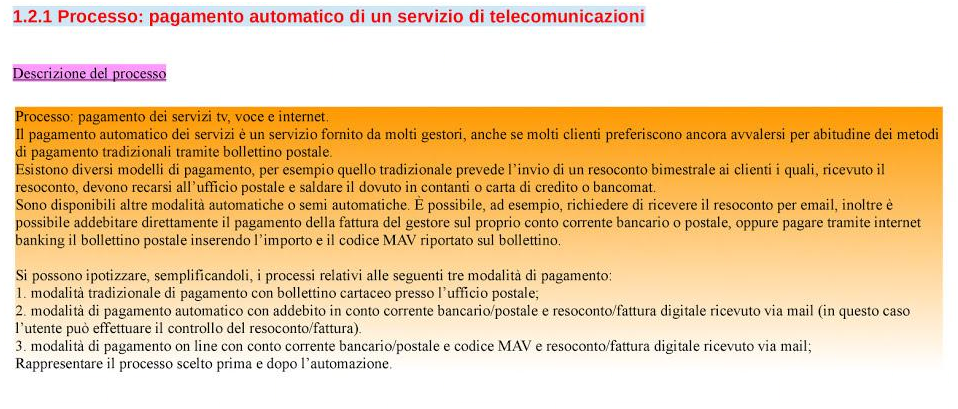 1.2.1 Processo: pagamento automatico di un servizio di telecomunicazioni
Descrizione del processo
Processo: pagamento dei servizi tv, voce e internet.
Il pagamento automatico dei servizi è un servizio fornito da molti gestori, anche se molti clienti preferiscono ancora avvalersi per abitudine dei metodi
di pagamento tradizionali tramite bollettino postale.
Esistono diversi modelli di pagamento, per esempio quello tradizionale prevede l’invio di un resoconto bimestrale ai clienti i quali, ricevuto il
resoconto, devono recarsi all’ufficio postale e saldare il dovuto in contanti o carta di credito o bancomat.
Sono disponibili altre modalità automatiche o semi automatiche. È possibile, ad esempio, richiedere di ricevere il resoconto per email, inoltre è
possibile addebitare direttamente il pagamento della fattura del gestore sul proprio conto corrente bancario o postale, oppure pagare tramite internet
banking il bollettino postale inserendo l’importo e il codice MAV riportato sul bollettino.
Si possono ipotizzare, semplificandoli, i processi relativi alle seguenti tre modalità di pagamento:
1. modalità tradizionale di pagamento con bollettino cartaceo presso l’ufficio postale;
2. modalità di pagamento automatico con addebito in conto corrente bancario/postale e resoconto/fattura digitale ricevuto via mail (in questo caso
l’utente può effettuare il controllo del resoconto/fattura).
3. modalità di pagamento on line con conto corrente bancario/postale e codice MAV e resoconto/fattura digitale ricevuto via mail;
Rappresentare il processo scelto prima e dopo l’automazione.